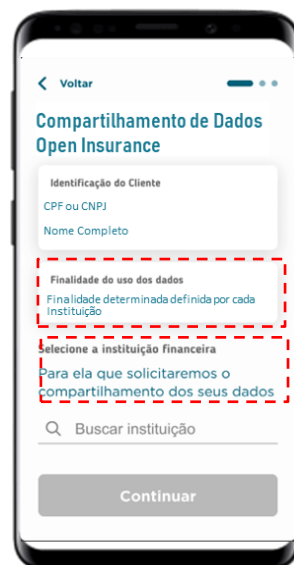 Voltar
Compartilhamento de Dados
Open Insurance
Identificação do Cliente
CPF ou CNPJ
Nome Completo
Finalidade do uso dos dados
Finalidade determinada definida por cada
Instituição
Selecione a instituição financeira
Para ela que solicitaremos o
compartilhamento dos seus dados
Buscar instituição
Continuar